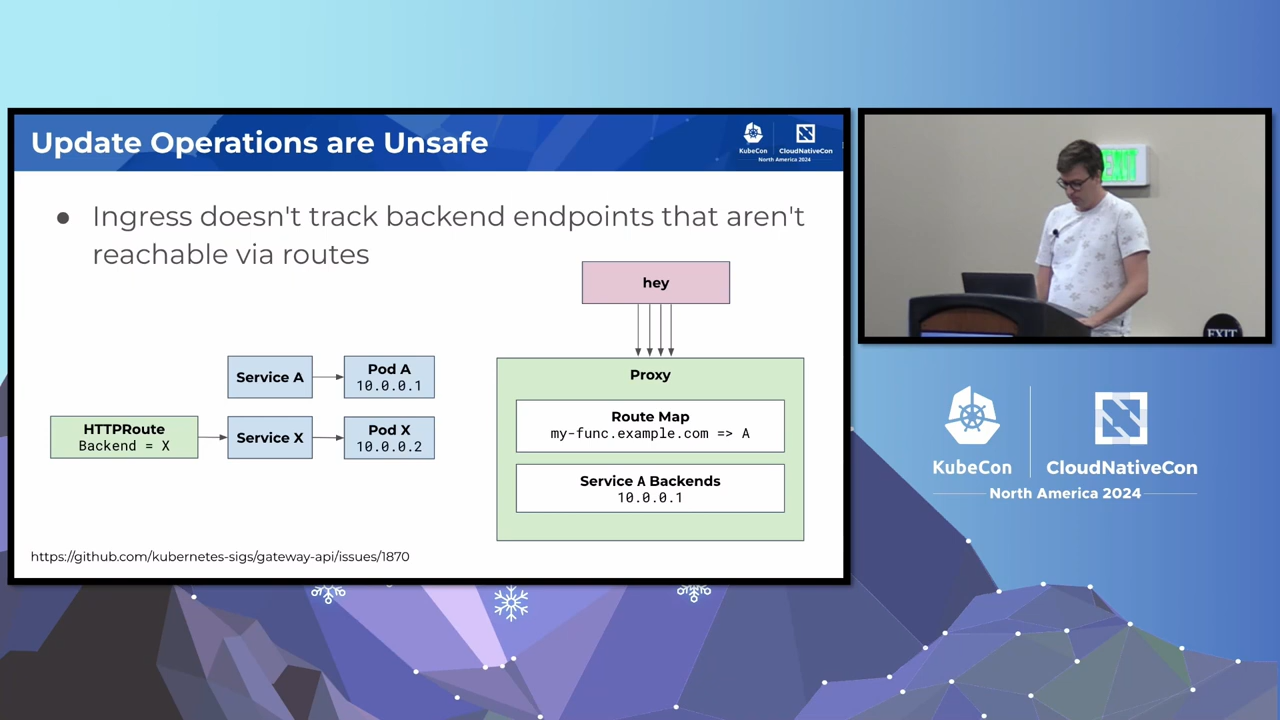 Update Operations are Unsafe
KubeCon
CloudNativeCon
North America 2024
● Ingress doesn't track backend endpoints that aren't
reachable via routes
hey
Service A
Pod A
10.0.0.1
HTTPRoute
Backend = X
Service X
Pod X
10.0.0.2
Proxy
Route Map
my-func.example.com => A
Service A Backends
10.0.0.1
https://github.com/kubernetes-sigs/gateway-api/issues/1870
EXIT
EXIT
KubeCon
CloudNativeCon
North America 2024